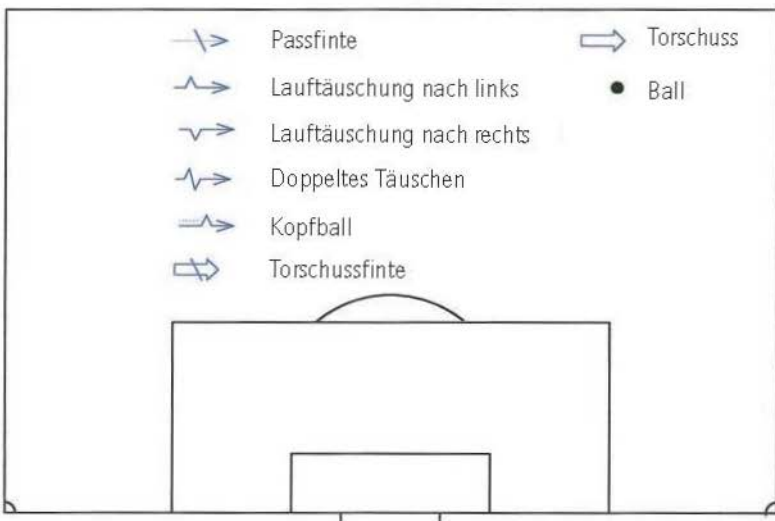 Passfinte
Lauftäuschung nach links
Lauftäuschung nach rechts
Doppeltes Täuschen
Kopfball
Torschussfinte
Torschuss
Ball